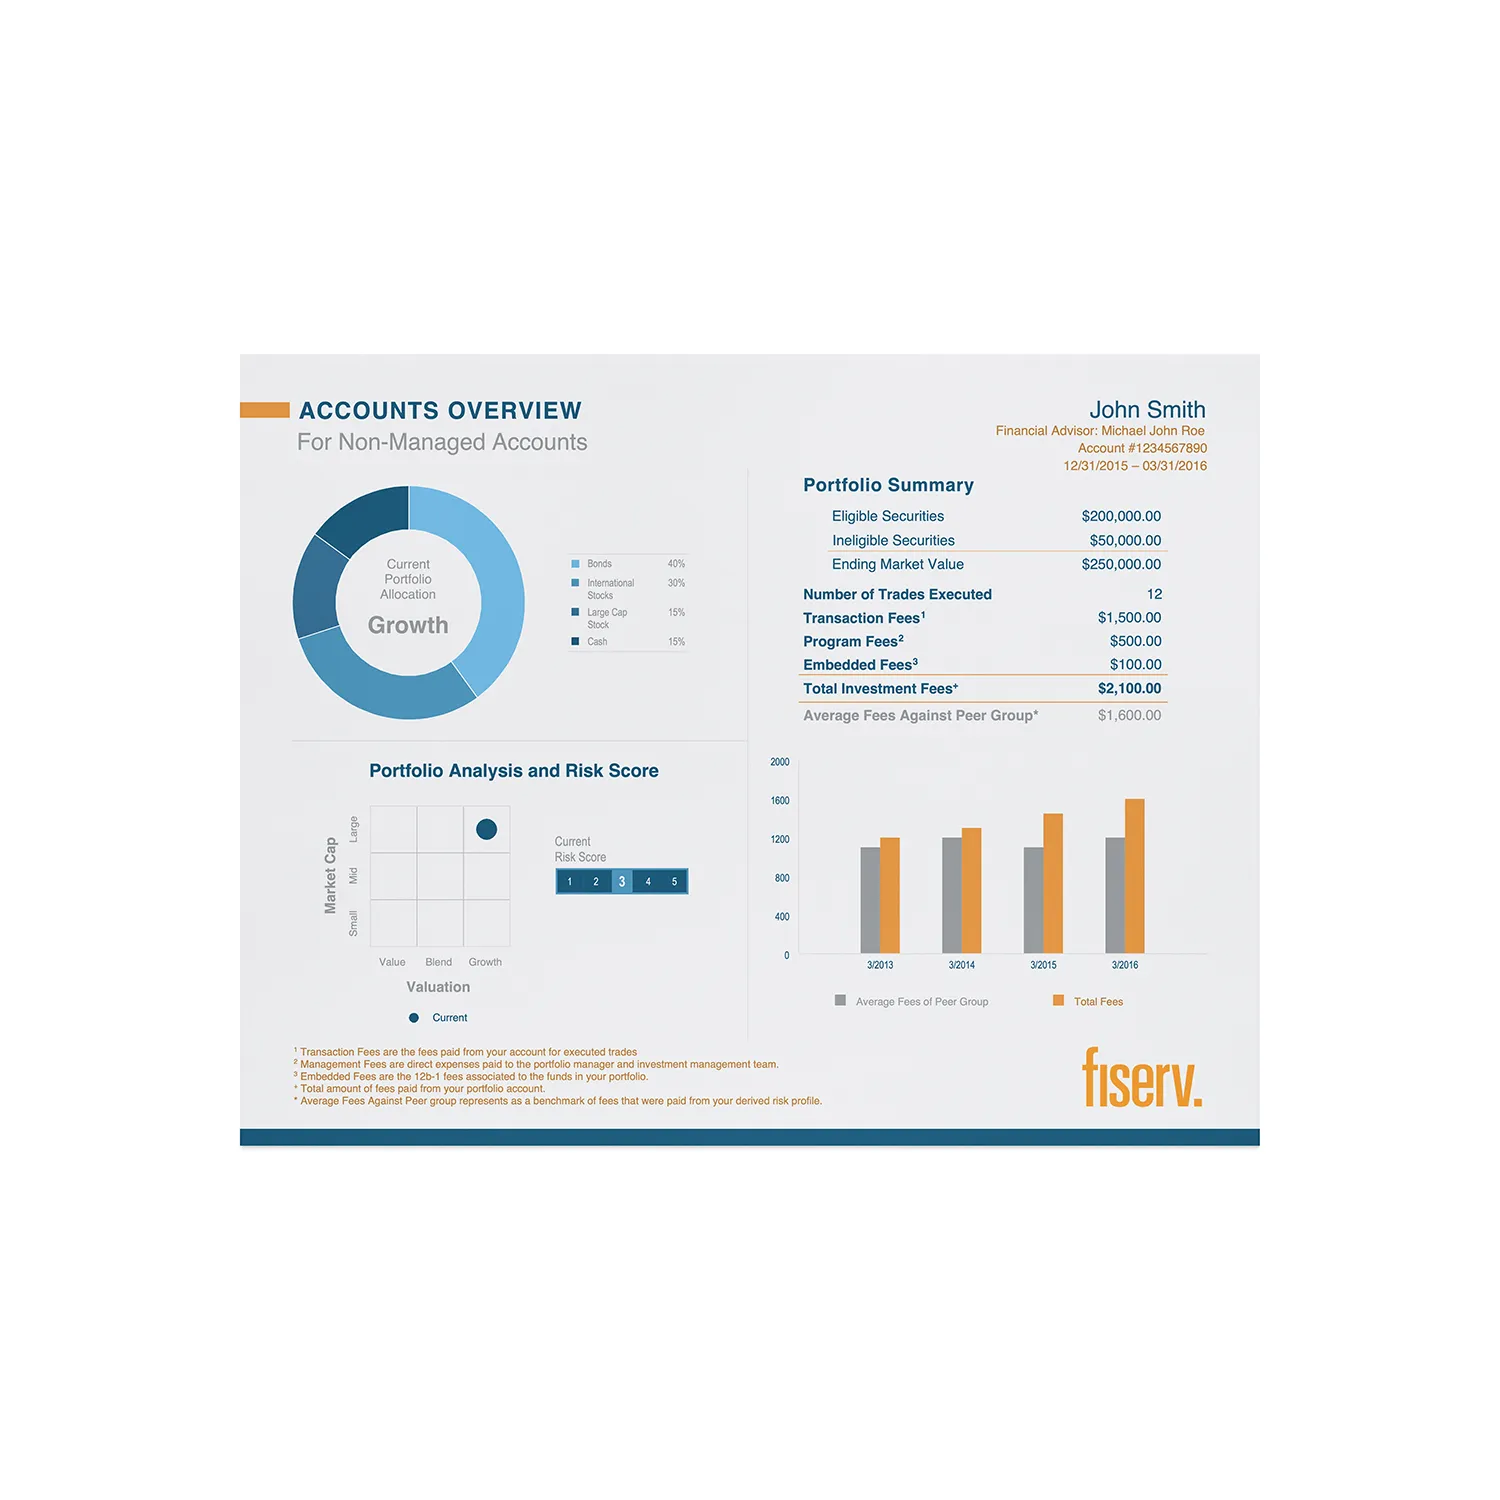 ACCOUNTS OVERVIEW
For Non-Managed Accounts
John Smith
Financial Advisor: Michael John Roe
Account #1234567890
12/31/2015 – 03/31/2016
Current
Portfolio
Allocation
Growth
Bonds 40%
International 30%
Stocks
Large Cap 15%
Stock
Cash 15%
Portfolio Summary
Eligible Securities $200,000.00
Ineligible Securities $50,000.00
Ending Market Value $250,000.00
Number of Trades Executed 12
Transaction Fees¹ $1,500.00
Program Fees² $500.00
Embedded Fees³ $100.00
Total Investment Fees⁺ $2,100.00
Average Fees Against Peer Group* $1,600.00
Portfolio Analysis and Risk Score
Market Cap
Large
Mid
Small
Value Blend Growth
Valuation
Current
Current
Risk Score
1 2 3 4 5
2000
1600
1200
800
400
0
3/2013 3/2014 3/2015 3/2016
Average Fees of Peer Group Total Fees
¹ Transaction Fees are the fees paid from your account for executed trades
² Management Fees are direct expenses paid to the portfolio manager and investment management team.
³ Embedded Fees are the 12b-1 fees associated to the funds in your portfolio.
⁺ Total amount of fees paid from your portfolio account.
* Average Fees Against Peer group represents as a benchmark of fees that were paid from your derived risk profile.
fiserv.